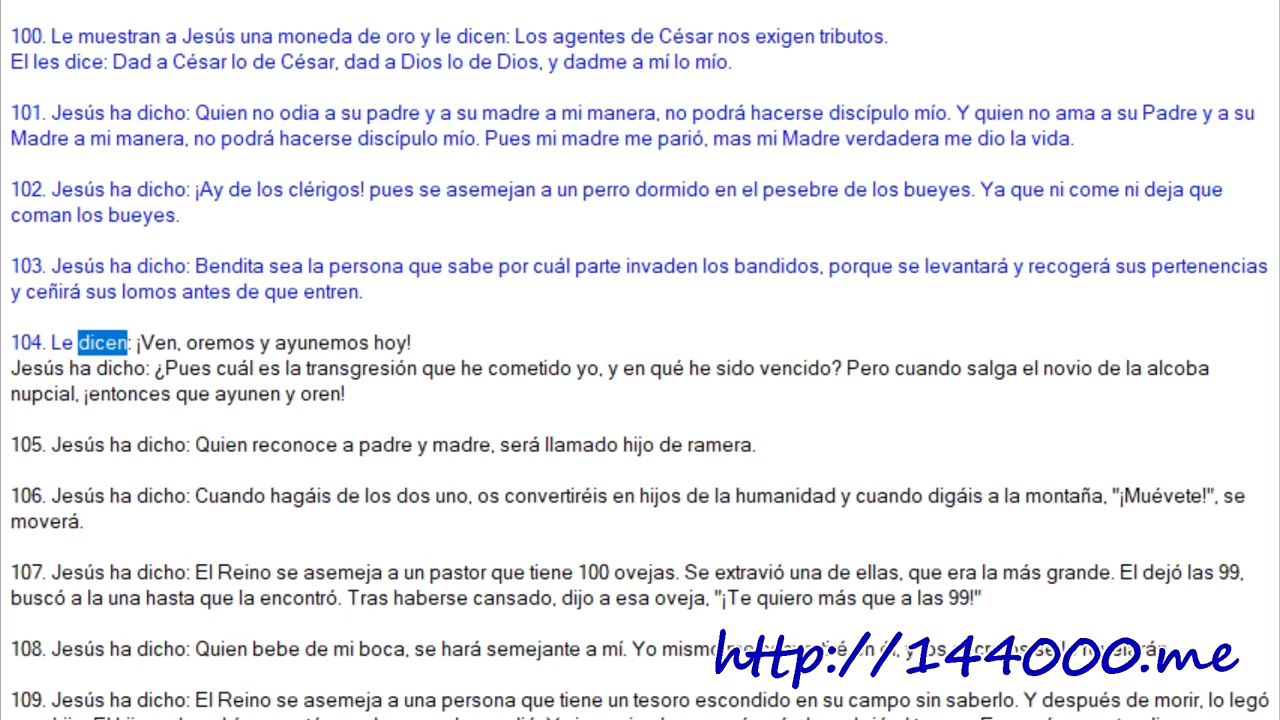 100. Le muestran a Jesús una moneda de oro y le dicen: Los agentes de César nos exigen tributos.
El les dice: Dad a César lo de César, dad a Dios lo de Dios, y dadme a mí lo mío.
101. Jesús ha dicho: Quien no odia a su padre y a su madre a mi manera, no podrá hacerse discípulo mío. Y quien no ama a su Padre y a su
Madre a mi manera, no podrá hacerse discípulo mío. Pues mi madre me parió, mas mi Madre verdadera me dio la vida.
102. Jesús ha dicho: ¡Ay de los clérigos! pues se asemejan a un perro dormido en el pesebre de los bueyes. Ya que ni come ni deja que
coman los bueyes.
103. Jesús ha dicho: Bendita sea la persona que sabe por cuál parte invaden los bandidos, porque se levantará y recogerá sus pertenencias
y ceñirá sus lomos antes de que entren.
104. Le dicen: ¡Ven, oremos y ayunemos hoy!
Jesús ha dicho: ¿Pues cuál es la transgresión que he cometido yo, y en qué he sido vencido? Pero cuando salga el novio de la alcoba
nupcial, ¡entonces que ayunen y oren!
105. Jesús ha dicho: Quien reconoce a padre y madre, será llamado hijo de ramera.
106. Jesús ha dicho: Cuando hagáis de los dos uno, os convertiréis en hijos de la humanidad y cuando digáis a la montaña, "¡Muévete!", se
moverá.
107. Jesús ha dicho: El Reino se asemeja a un pastor que tiene 100 ovejas. Se extravió una de ellas, que era la más grande. El dejó las 99,
buscó a la una hasta que la encontró. Tras haberse cansado, dijo a esa oveja, "¡Te quiero más que a las 99!"
108. Jesús ha dicho: Quien bebe de mi boca, se hará semejante a mí. Yo mismo
http://144000.me
109. Jesús ha dicho: El Reino se asemeja a una persona que tiene un tesoro escondido en su campo sin saberlo. Y después de morir, lo legó